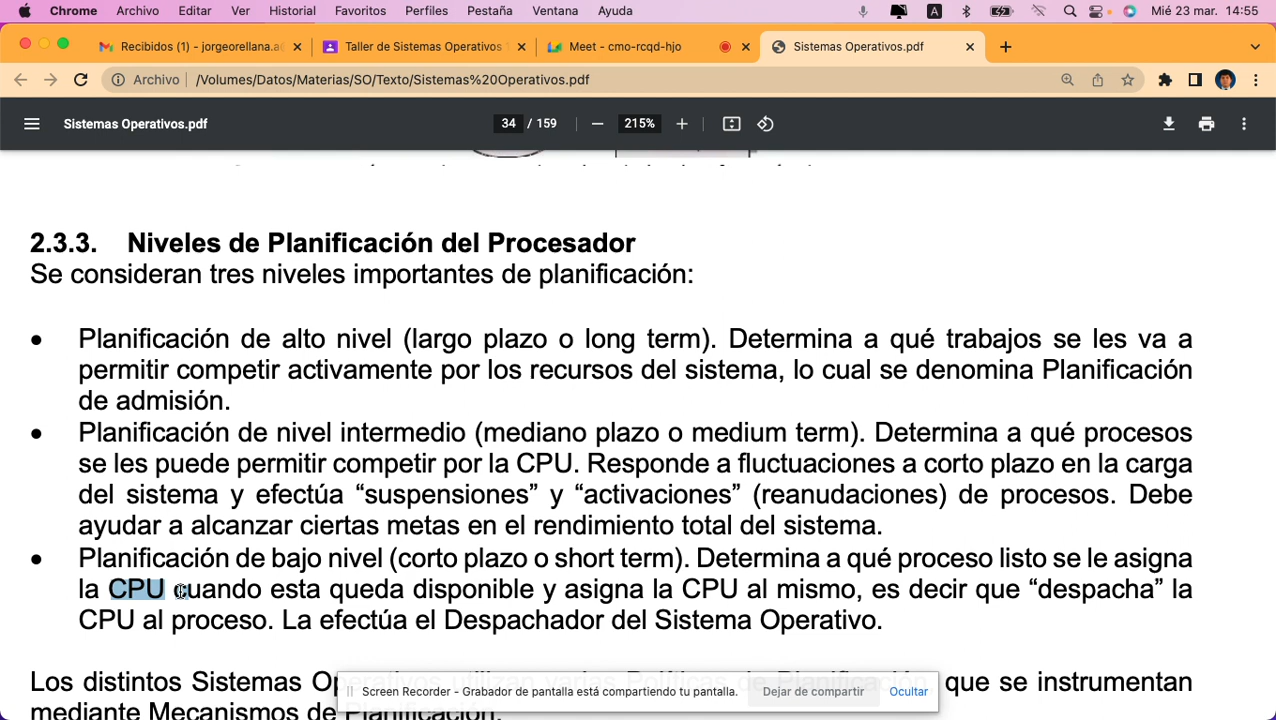 Chrome Archivo Editar Ver Historial Favoritos Perfiles Pestaña Ventana Ayuda A Mié 23 mar. 14:55
Recibidos (1) - jorgeorellana.ac Taller de Sistemas Operativos Meet - cmo-rcqd-hjo Sistemas Operativos.pdf
Archivo /Volumes/Datos/Materias/SO/Texto/Sistemas%20Operativos.pdf
Sistemas Operativos.pdf 34 / 159 215%
2.3.3. Niveles de Planificación del Procesador
Se consideran tres niveles importantes de planificación:
• Planificación de alto nivel (largo plazo o long term). Determina a qué trabajos se les va a
permitir competir activamente por los recursos del sistema, lo cual se denomina Planificación
de admisión.
• Planificación de nivel intermedio (mediano plazo o medium term). Determina a qué procesos
se les puede permitir competir por la CPU. Responde a fluctuaciones a corto plazo en la carga
del sistema y efectúa “suspensiones” y “activaciones” (reanudaciones) de procesos. Debe
ayudar a alcanzar ciertas metas en el rendimiento total del sistema.
• Planificación de bajo nivel (corto plazo o short term). Determina a qué proceso listo se le asigna
la CPU cuando esta queda disponible y asigna la CPU al mismo, es decir que “despacha” la
CPU al proceso. La efectúa el Despachador del Sistema Operativo.
Los distintos Sistemas Operativos utilizan varias Políticas de Planificación que se instrumentan
Screen Recorder - Grabador de pantalla está compartiendo tu pantalla. Dejar de compartir Ocultar
mediante Mecanismos de Planificación.